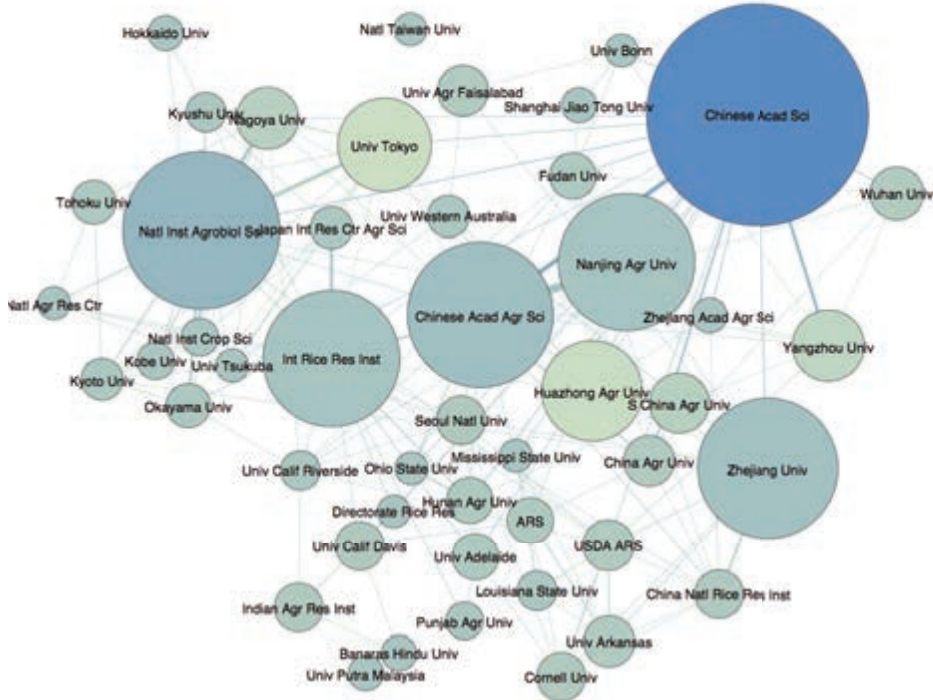 Hokkaido Univ
Natl Taiwan Univ
Univ Bonn
Univ Agr Faisalabad
Shanghai Jiao Tong Univ
Chinese Acad Sci
Kyushu Univ
Nagoya Univ
Univ Tokyo
Fudan Univ
Wuhan Univ
Tohoku Univ
Univ Western Australia
Natl Inst Agrobiol Sci
Japan Int Res Ctr Agr Sci
Nanjing Agr Univ
Natl Agr Res Ctr
Chinese Acad Agr Sci
Zhejiang Acad Agr Sci
Natl Inst Crop Sci
Yangzhou Univ
Kobe Univ
Univ Tsukuba
Int Rice Res Inst
Kyoto Univ
Huazhong Agr Univ
S China Agr Univ
Okayama Univ
Seoul Natl Univ
Mississippi State Univ
Univ Calif Riverside
Ohio State Univ
China Agr Univ
Zhejiang Univ
Hunan Agr Univ
Directorate Rice Res
ARS
Univ Calif Davis
Univ Adelaide
USDA ARS
Louisiana State Univ
China Natl Rice Res Inst
Indian Agr Res Inst
Punjab Agr Univ
Univ Arkansas
Banaras Hindu Univ
Univ Putra Malaysia
Cornell Univ